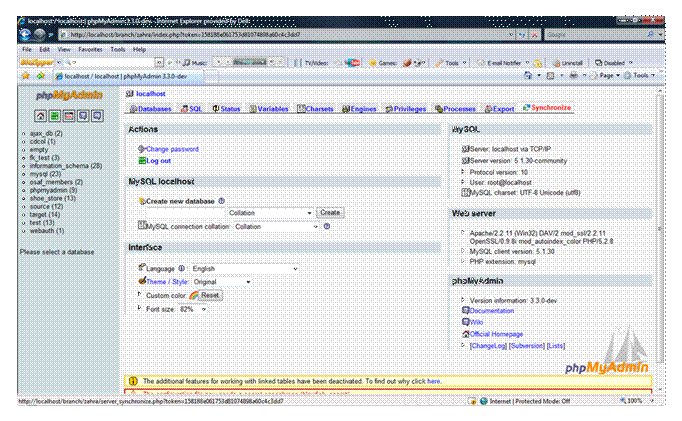 localhost / localhost | phpMyAdmin 3.3.0-dev - Internet Explorer provided by Dell
http://localhost/branch/zahra/index.php?token=158188e061753d81074898a60c4c3dd7
Google
File Edit View Favorites Tools Help
Music: TV/Video: Games: Tools E-mail Notifier Uninstall Disabled
localhost / localhost | phpMyAdmin 3.3.0-dev
Page Tools
phpMyAdmin
ajax_db (2)
cdcol (1)
empty
fk_test (3)
information_schema (28)
mysql (23)
osaf_members (2)
phpmyadmin (9)
shoe_store (13)
source (12)
target (14)
test (13)
webauth (1)
Please select a database
localhost
Databases SQL Status Variables Charsets Engines Privileges Processes Export Synchronize
Actions
Change password
Log out
MySQL localhost
Create new database
Collation Create
MySQL connection collation: Collation
Interface
Language : English
Theme / Style: Original
Custom color: Reset
Font size: 82%
MySQL
Server: localhost via TCP/IP
Server version: 5.1.30-community
Protocol version: 10
User: root@localhost
MySQL charset: UTF-8 Unicode (utf8)
Web server
Apache/2.2.11 (Win32) DAV/2 mod_ssl/2.2.11
OpenSSL/0.9.8i mod_autoindex_color PHP/5.2.8
MySQL client version: 5.1.30
PHP extension: mysql
phpMyAdmin
Version information: 3.3.0-dev
Documentation
Wiki
Official Homepage
[ChangeLog] [Subversion] [Lists]
phpMyAdmin
The additional features for working with linked tables have been deactivated. To find out why click here.
http://localhost/branch/zahra/server_synchronize.php?token=158188e061753d81074898a60c4c3dd7
Internet | Protected Mode: Off
100%